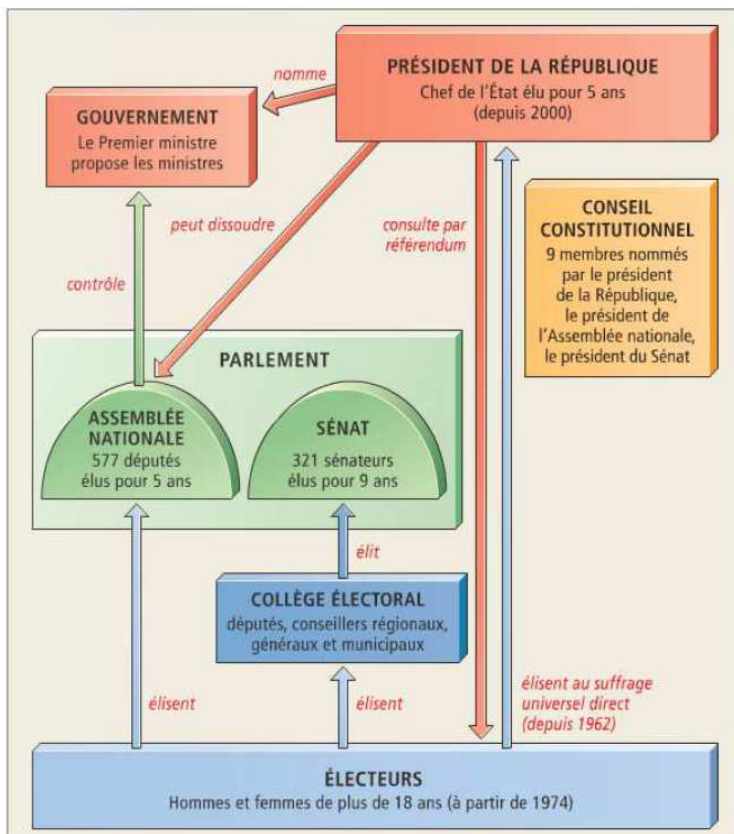 PRÉSIDENT DE LA RÉPUBLIQUE
Chef de l'État élu pour 5 ans
(depuis 2000)
nomme
GOUVERNEMENT
Le Premier ministre
propose les ministres
peut dissoudre
consulte par
référendum
CONSEIL
CONSTITUTIONNEL
9 membres nommés
par le président
de la République,
le président de
l'Assemblée nationale,
le président du Sénat
contrôle
PARLEMENT
ASSEMBLÉE
NATIONALE
577 députés
élus pour 5 ans
SÉNAT
321 sénateurs
élus pour 9 ans
élit
COLLÈGE ÉLECTORAL
députés, conseillers régionaux,
généraux et municipaux
élisent
élisent
élisent au suffrage
universel direct
(depuis 1962)
ÉLECTEURS
Hommes et femmes de plus de 18 ans (à partir de 1974)